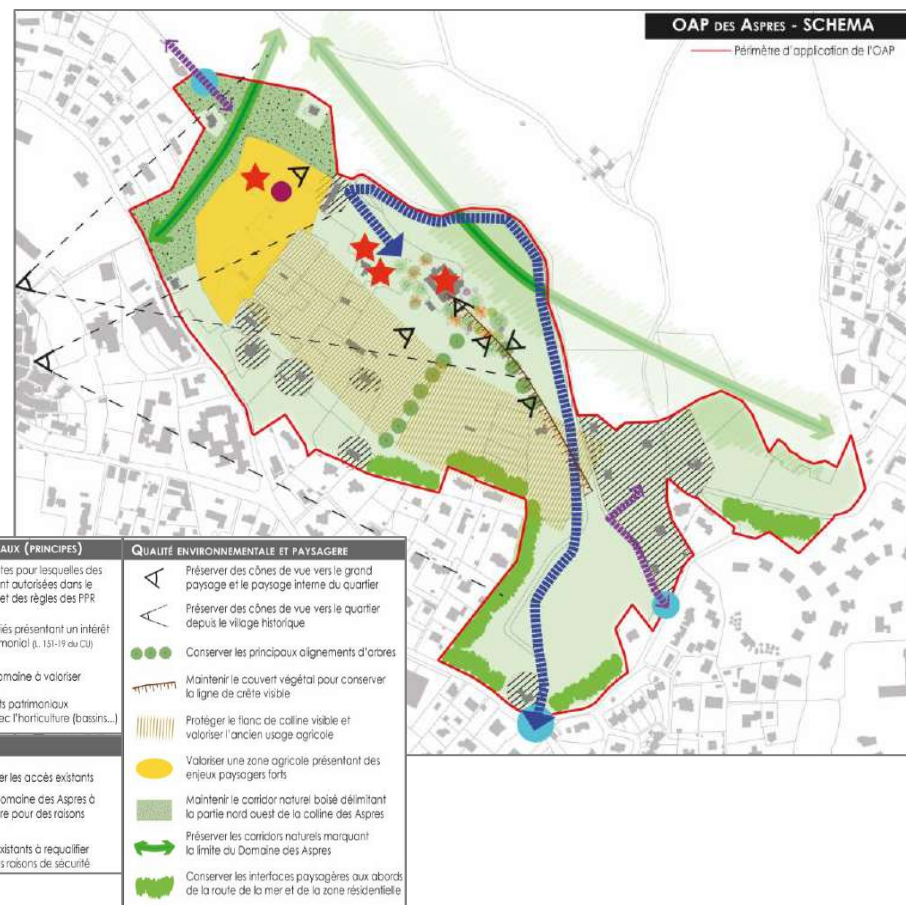 OAP DES ASPRES - SCHEMA
Périmètre d'application de l'OAP
AUX (PRINCIPES)
tes pour lesquelles des
nt autorisées dans le
et des règles des PPR
iés présentant un intérêt
monial (L. 151-19 du CU)
omaine à valoriser
ts patrimoniaux
ec l'horticulture (bassins...)
er les accès existants
omaine des Aspres à
re pour des raisons
xistants à requalifier
s raisons de sécurité
QUALITÉ ENVIRONNEMENTALE ET PAYSAGERE
Préserver des cônes de vue vers le grand
paysage et le paysage interne du quartier
Préserver des cônes de vue vers le quartier
depuis le village historique
Conserver les principaux alignements d'arbres
Maintenir le couvert végétal pour conserver
la ligne de crête visible
Protéger le flanc de colline visible et
valoriser l'ancien usage agricole
Valoriser une zone agricole présentant des
enjeux paysagers forts
Maintenir le corridor naturel boisé délimitant
la partie nord ouest de la colline des Aspres
Préserver les corridors naturels marquant
la limite du Domaine des Aspres
Conserver les interfaces paysagères aux abords
de la route de la mer et de la zone résidentielle